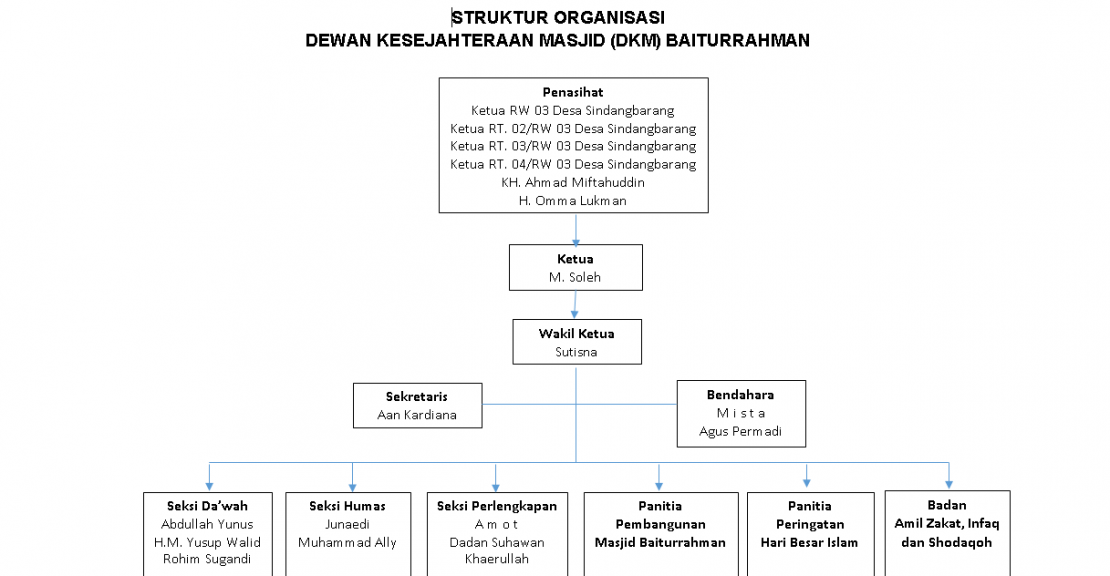 STRUKTUR ORGANISASI
DEWAN KESEJAHTERAAN MASJID (DKM) BAITURRAHMAN
Penasihat
Ketua RW 03 Desa Sindangbarang
Ketua RT. 02/RW 03 Desa Sindangbarang
Ketua RT. 03/RW 03 Desa Sindangbarang
Ketua RT. 04/RW 03 Desa Sindangbarang
KH. Ahmad Miftahuddin
H. Omma Lukman
Ketua
M. Soleh
Wakil Ketua
Sutisna
Sekretaris
Aan Kardiana
Bendahara
M i s t a
Agus Permadi
Seksi Da’wah
Abdullah Yunus
H.M. Yusup Walid
Rohim Sugandi
Seksi Humas
Junaedi
Muhammad Ally
Seksi Perlengkapan
A m o t
Dadan Suhawan
Khaerullah
Panitia
Pembangunan
Masjid Baiturrahman
Panitia
Peringatan
Hari Besar Islam
Badan
Amil Zakat, Infaq
dan Shodaqoh